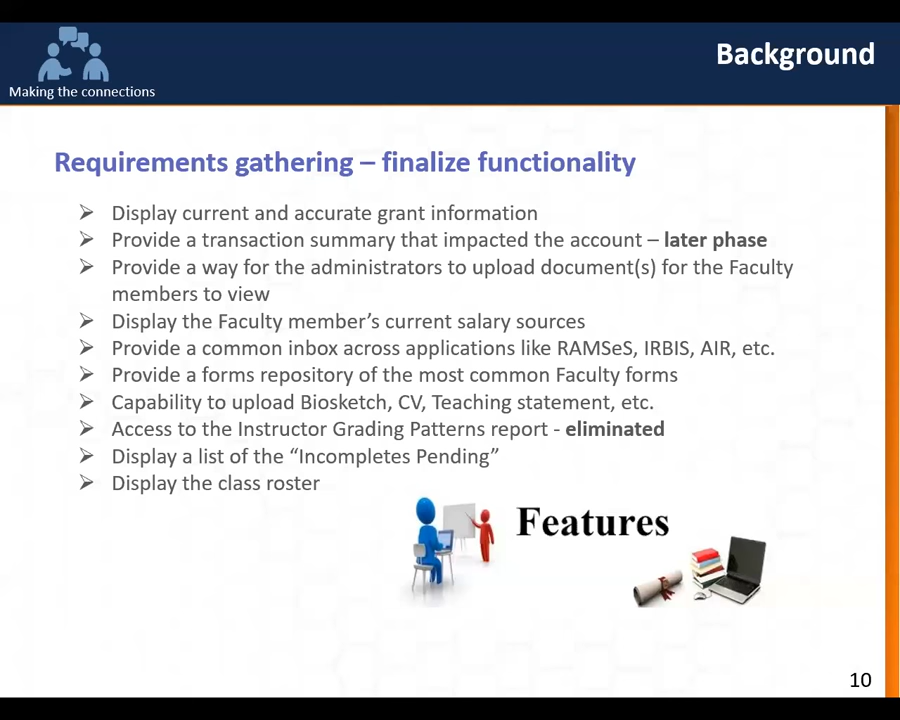 Background
Making the connections
Requirements gathering – finalize functionality
Display current and accurate grant information
Provide a transaction summary that impacted the account – later phase
Provide a way for the administrators to upload document(s) for the Faculty
members to view
Display the Faculty member’s current salary sources
Provide a common inbox across applications like RAMSeS, IRBIS, AIR, etc.
Provide a forms repository of the most common Faculty forms
Capability to upload Biosketch, CV, Teaching statement, etc.
Access to the Instructor Grading Patterns report - eliminated
Display a list of the “Incompletes Pending”
Display the class roster
Features
10